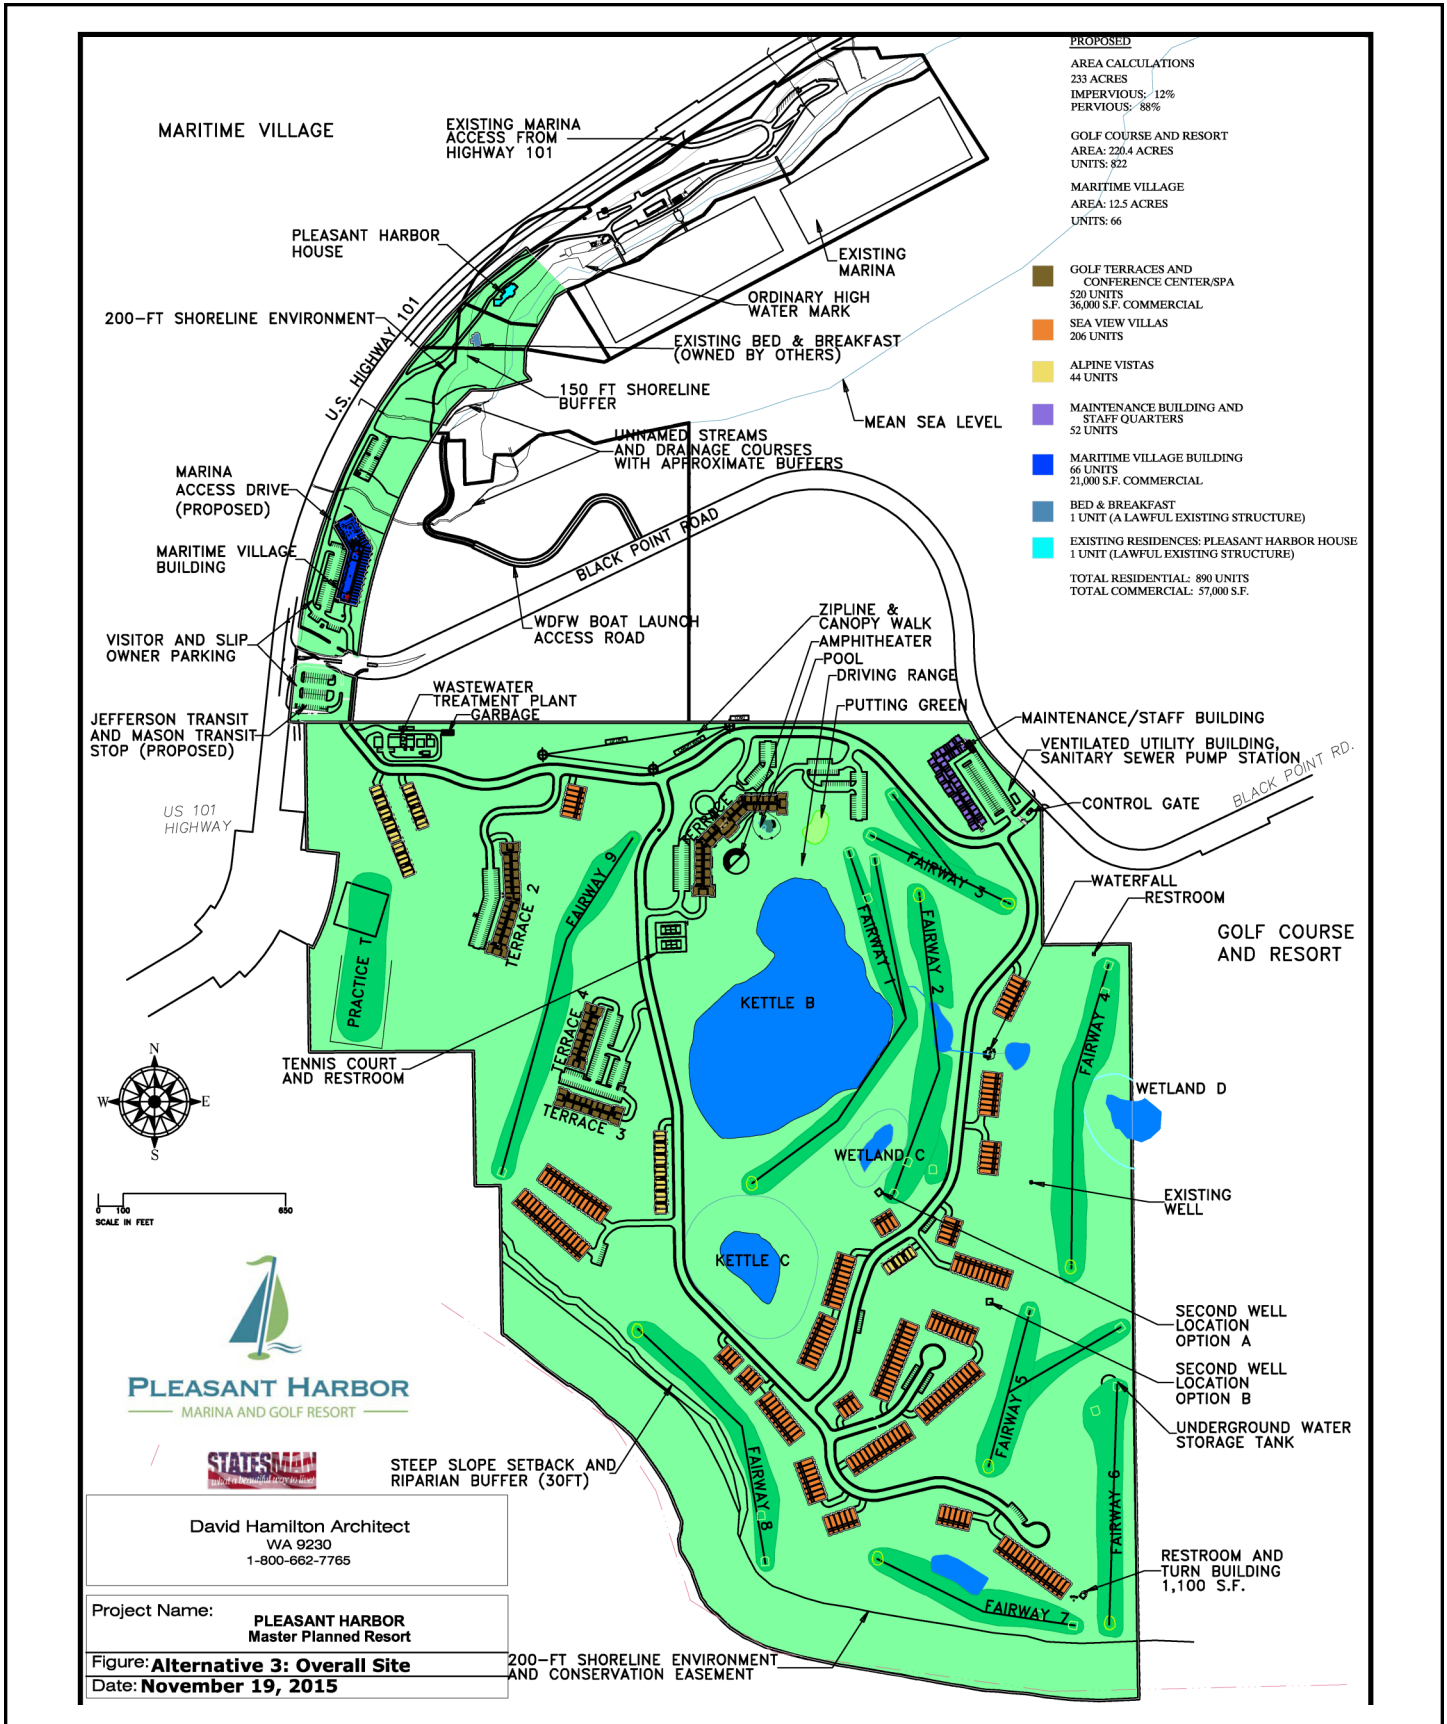 PROPOSED
AREA CALCULATIONS
233 ACRES
IMPERVIOUS: 12%
PERVIOUS: 88%
GOLF COURSE AND RESORT
AREA: 220.4 ACRES
UNITS: 822
MARITIME VILLAGE
AREA: 12.5 ACRES
UNITS: 66
GOLF TERRACES AND
CONFERENCE CENTER/SPA
520 UNITS
36,000 S.F. COMMERCIAL
SEA VIEW VILLAS
206 UNITS
ALPINE VISTAS
44 UNITS
MAINTENANCE BUILDING AND
STAFF QUARTERS
52 UNITS
MARITIME VILLAGE BUILDING
66 UNITS
21,000 S.F. COMMERCIAL
BED & BREAKFAST
1 UNIT (A LAWFUL EXISTING STRUCTURE)
EXISTING RESIDENCES: PLEASANT HARBOR HOUSE
1 UNIT (LAWFUL EXISTING STRUCTURE)
TOTAL RESIDENTIAL: 890 UNITS
TOTAL COMMERCIAL: 57,000 S.F.
MARITIME VILLAGE
EXISTING MARINA
ACCESS FROM
HIGHWAY 101
PLEASANT HARBOR
HOUSE
EXISTING
MARINA
ORDINARY HIGH
WATER MARK
200-FT SHORELINE ENVIRONMENT
U.S. HIGHWAY 101
EXISTING BED & BREAKFAST
(OWNED BY OTHERS)
150 FT SHORELINE
BUFFER
MEAN SEA LEVEL
UNNAMED STREAMS
AND DRAINAGE COURSES
WITH APPROXIMATE BUFFERS
MARINA
ACCESS DRIVE
(PROPOSED)
BLACK POINT ROAD
MARITIME VILLAGE
BUILDING
WDFW BOAT LAUNCH
ACCESS ROAD
VISITOR AND SLIP
OWNER PARKING
ZIPLINE &
CANOPY WALK
AMPHITHEATER
POOL
DRIVING RANGE
PUTTING GREEN
WASTEWATER
TREATMENT PLANT
GARBAGE
JEFFERSON TRANSIT
AND MASON TRANSIT
STOP (PROPOSED)
MAINTENANCE/STAFF BUILDING
VENTILATED UTILITY BUILDING,
SANITARY SEWER PUMP STATION
BLACK POINT RD.
CONTROL GATE
US 101
HIGHWAY
TERRACE 1
FAIRWAY 9
FAIRWAY 3
WATERFALL
RESTROOM
TERRACE 2
FAIRWAY 1
FAIRWAY 2
GOLF COURSE
AND RESORT
PRACTICE T
KETTLE B
TERRACE 4
FAIRWAY 4
TENNIS COURT
AND RESTROOM
TERRACE 3
WETLAND D
N
W
E
S
WETLAND C
EXISTING
WELL
0 100 650
SCALE IN FEET
KETTLE C
SECOND WELL
LOCATION
OPTION A
SECOND WELL
LOCATION
OPTION B
UNDERGROUND WATER
STORAGE TANK
FAIRWAY 5
FAIRWAY 6
FAIRWAY 8
FAIRWAY 7
PLEASANT HARBOR
MARINA AND GOLF RESORT
STATESMAN
what a beautiful way to live!
STEEP SLOPE SETBACK AND
RIPARIAN BUFFER (30FT)
RESTROOM AND
TURN BUILDING
1,100 S.F.
200-FT SHORELINE ENVIRONMENT
AND CONSERVATION EASEMENT
David Hamilton Architect
WA 9230
1-800-662-7765
Project Name:
PLEASANT HARBOR
Master Planned Resort
Figure: Alternative 3: Overall Site
Date: November 19, 2015